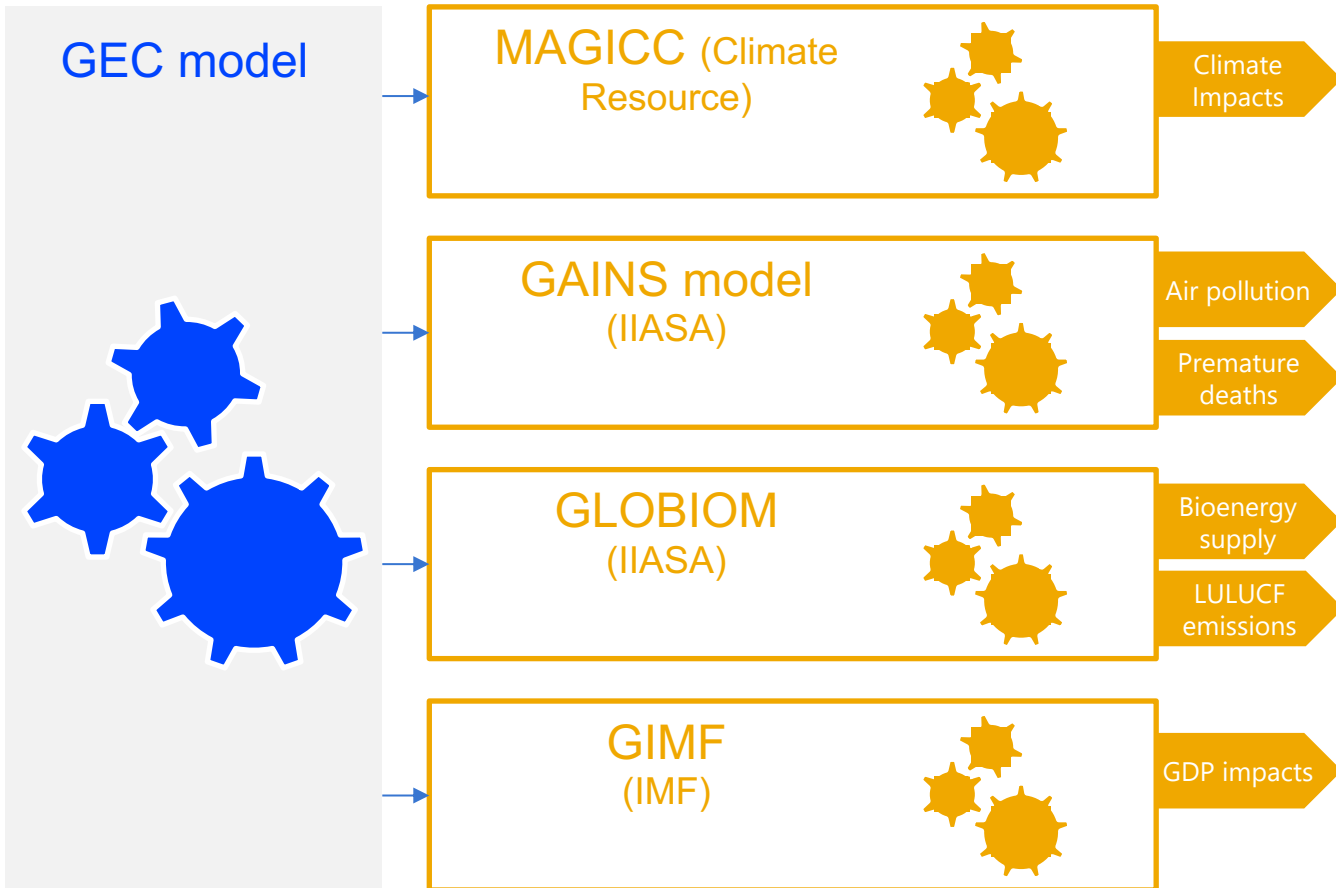 GEC model
MAGICC (Climate
Resource)
Climate
Impacts
GAINS model
(IIASA)
Air pollution
Premature
deaths
GLOBIOM
(IIASA)
Bioenergy
supply
LULUCF
emissions
GIMF
(IMF)
GDP impacts